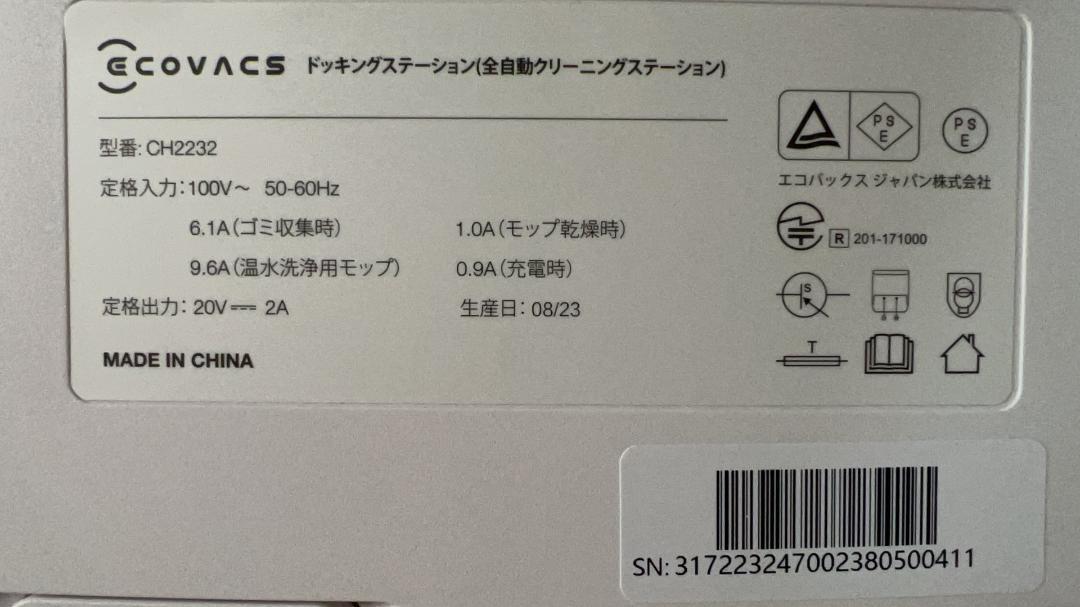 ECOVACS ドッキングステーション(全自動クリーニングステーション)
型番: CH2232
定格入力: 100V～ 50-60Hz
6.1A(ゴミ収集時) 1.0A(モップ乾燥時)
9.6A(温水洗浄用モップ) 0.9A(充電時)
定格出力: 20V⎓ 2A
生産日: 08/23
MADE IN CHINA
PSE
PSE
エコバックス ジャパン株式会社
R 201-171000
S
T
SN: 317223247002380500411